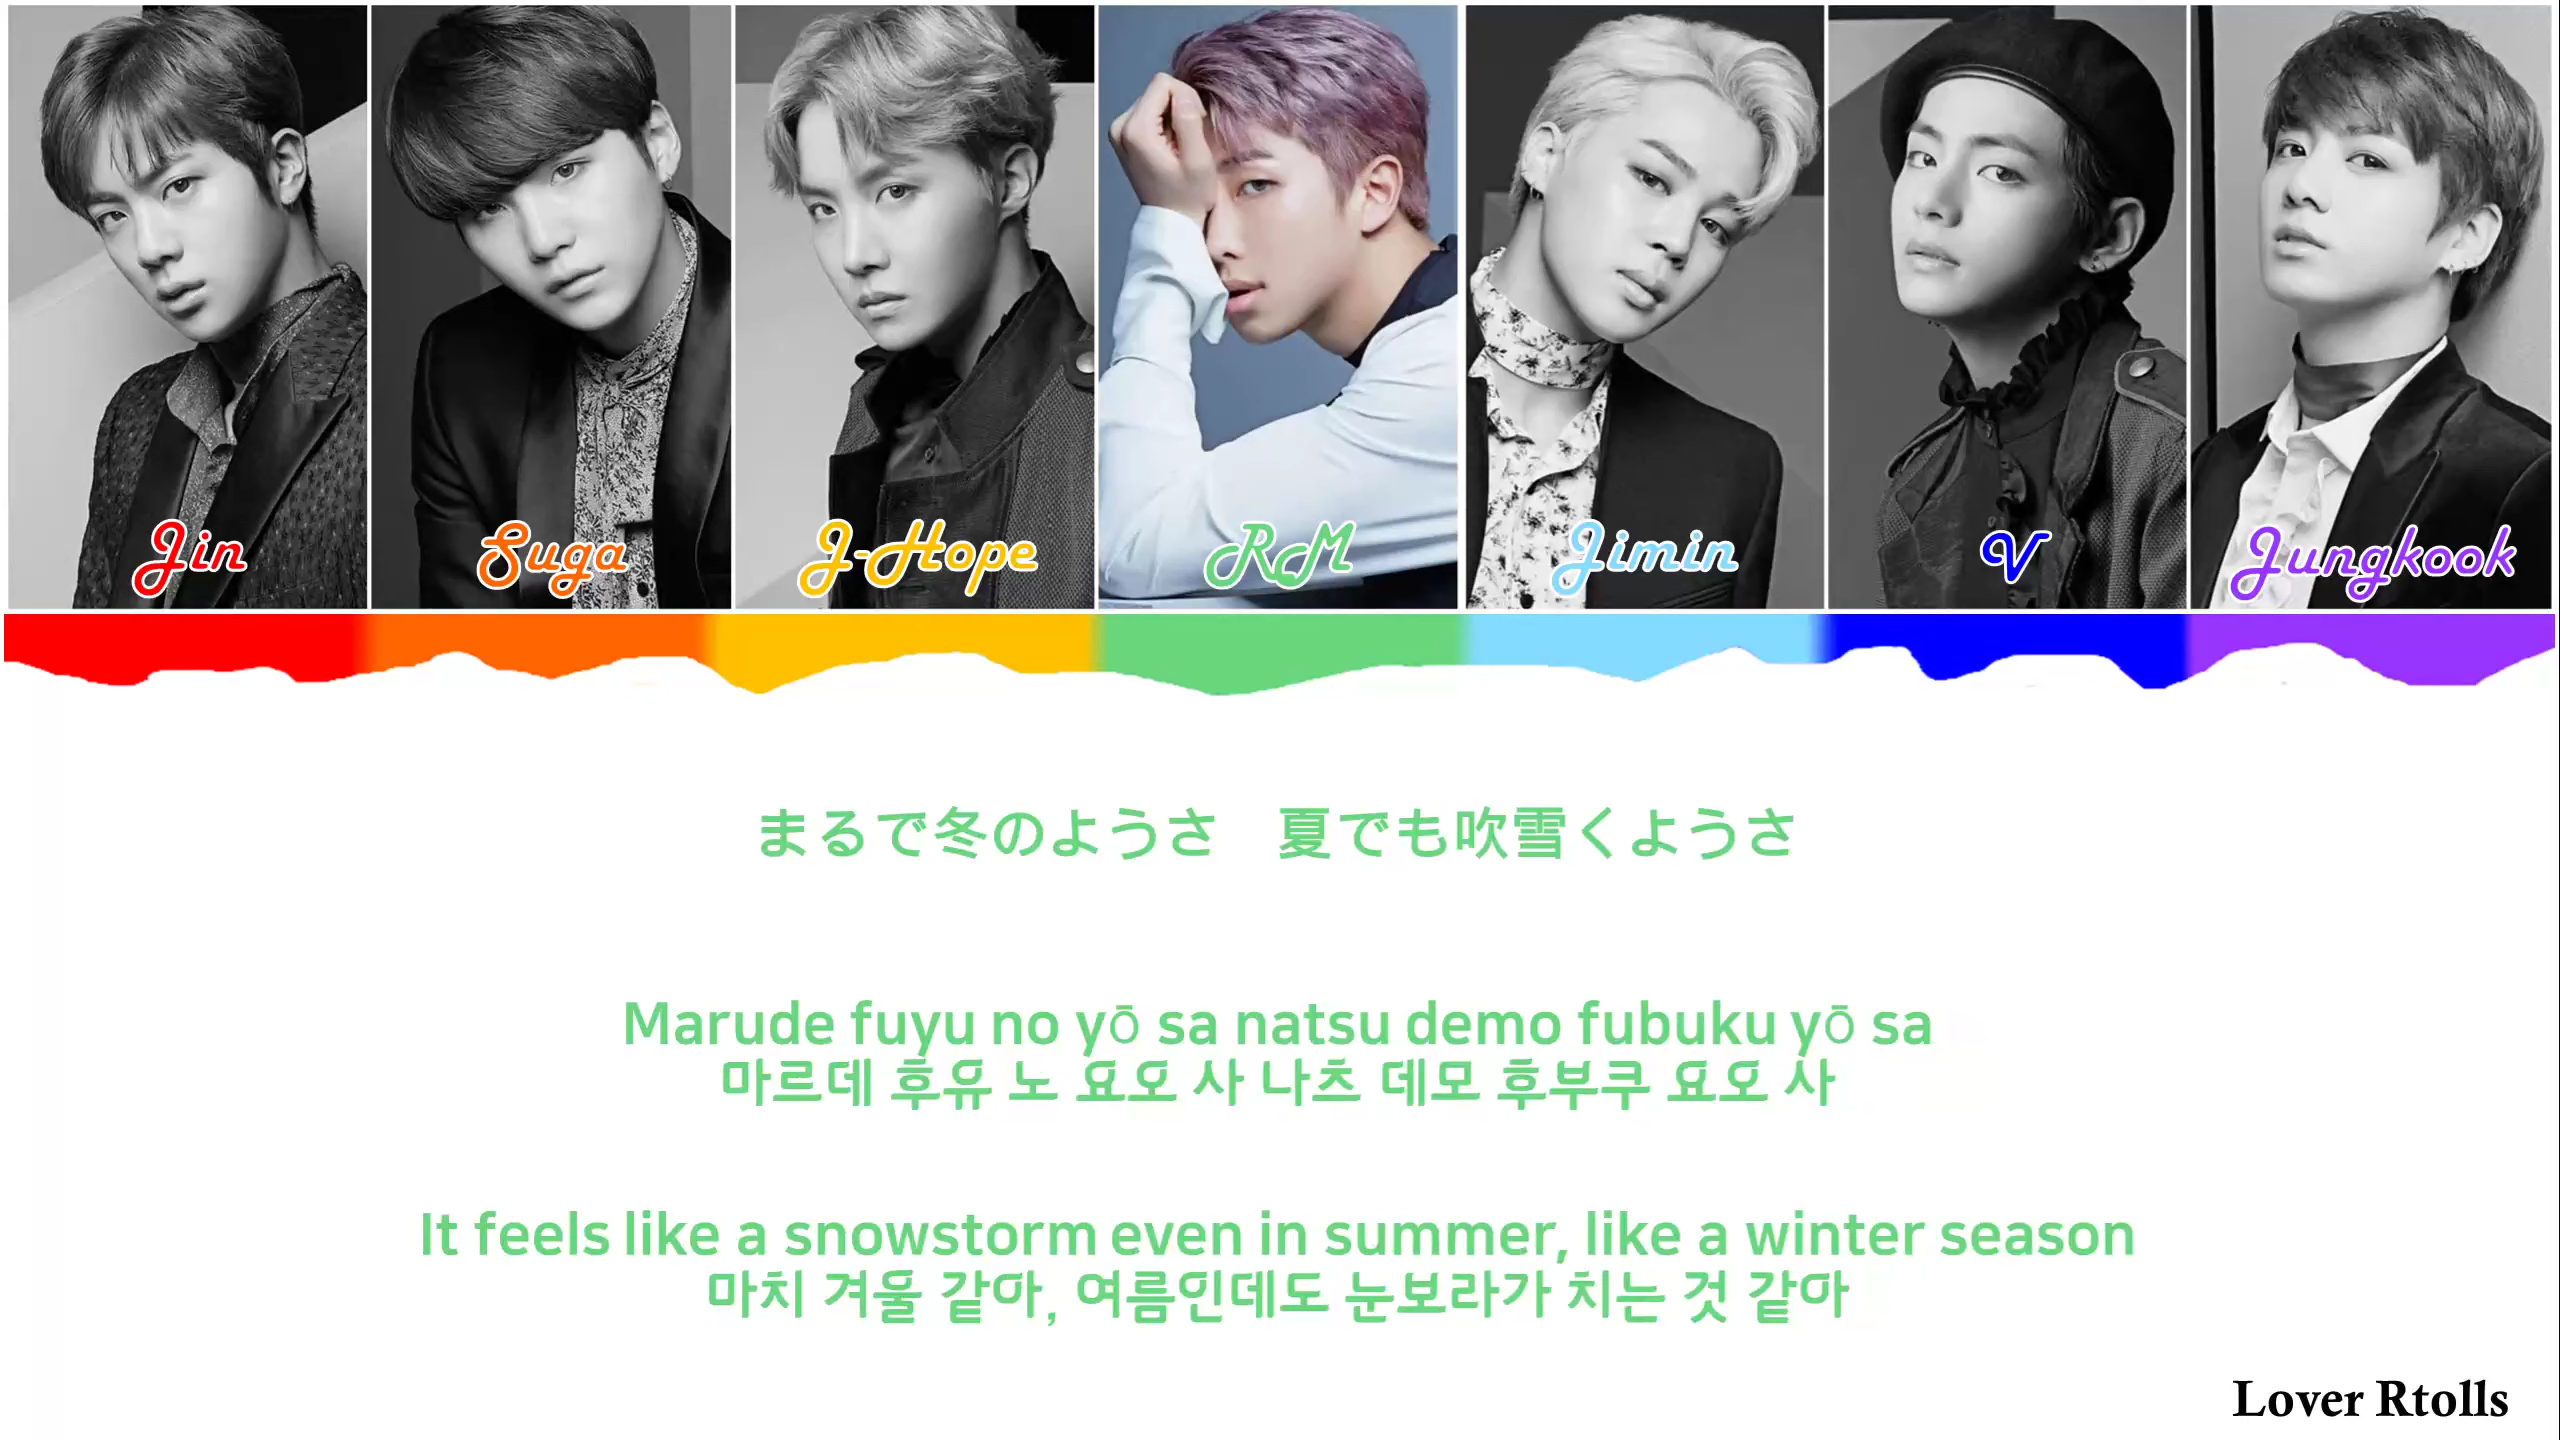 Jin
Suga
J-Hope
RM
Jimin
V
Jungkook
まるで冬のようさ　夏でも吹雪くようさ
Marude fuyu no yō sa natsu demo fubuku yō sa
마르데 후유 노 요오 사 나츠 데모 후부쿠 요오 사
It feels like a snowstorm even in summer, like a winter season
마치 겨울 같아, 여름인데도 눈보라가 치는 것 같아
Lover Rtolls